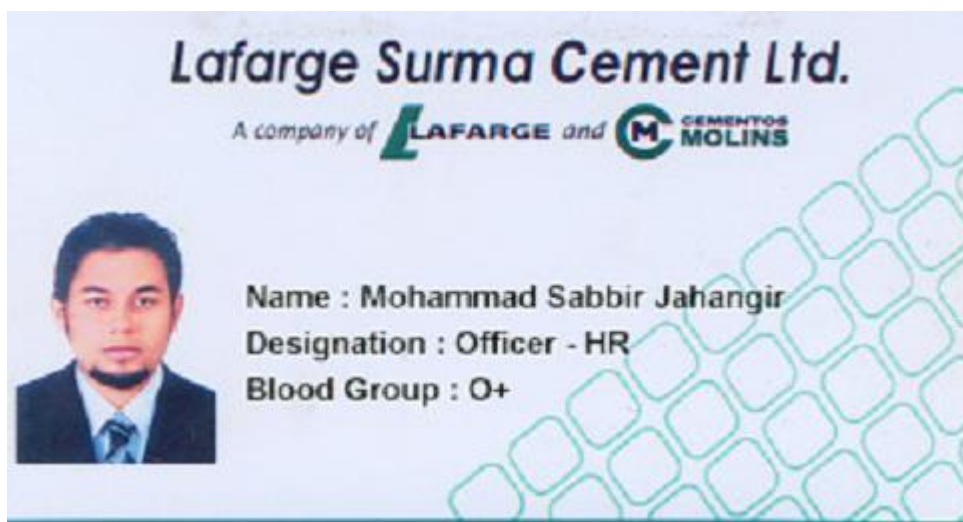 Lafarge Surma Cement Ltd.
A company of LAFARGE and CM CEMENTOS MOLINS
Name : Mohammad Sabbir Jahangir
Designation : Officer - HR
Blood Group : O+